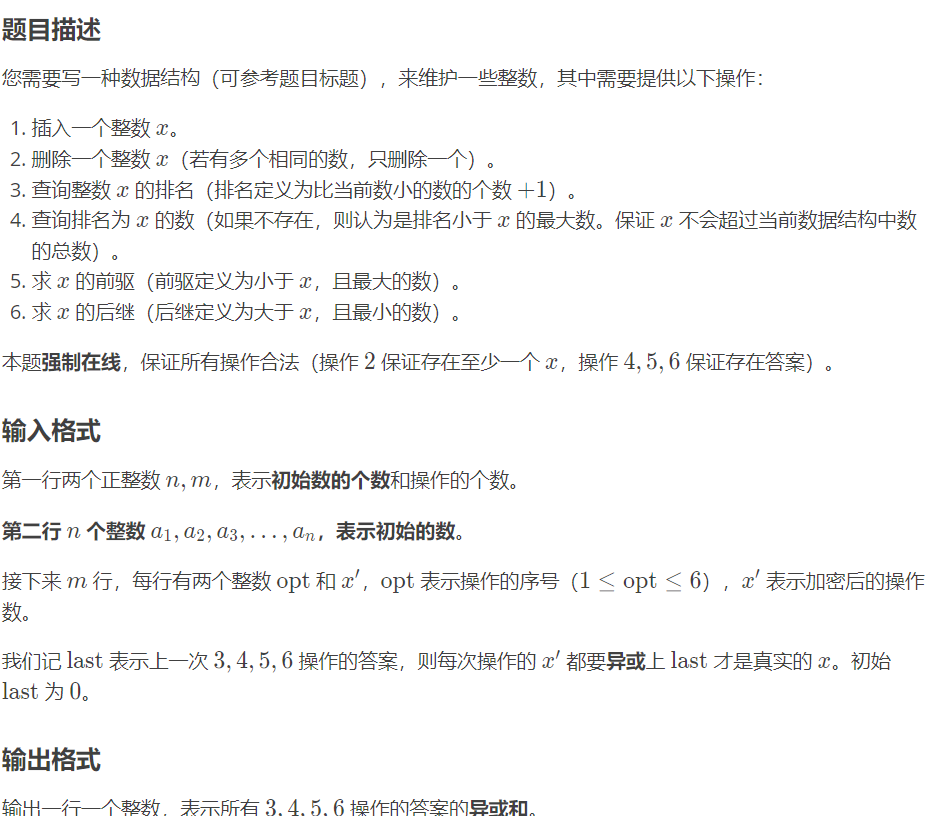 题目描述
您需要写一种数据结构（可参考题目标题），来维护一些整数，其中需要提供以下操作：
1. 插入一个整数 x。
2. 删除一个整数 x（若有多个相同的数，只删除一个）。
3. 查询整数 x 的排名（排名定义为比当前数小的数的个数 +1）。
4. 查询排名为 x 的数（如果不存在，则认为是排名小于 x 的最大数。保证 x 不会超过当前数据结构中数
的总数）。
5. 求 x 的前驱（前驱定义为小于 x，且最大的数）。
6. 求 x 的后继（后继定义为大于 x，且最小的数）。
本题强制在线，保证所有操作合法（操作 2 保证存在至少一个 x，操作 4, 5, 6 保证存在答案）。
输入格式
第一行两个正整数 n, m，表示初始数的个数和操作的个数。
第二行 n 个整数 a₁, a₂, a₃, …, aₙ，表示初始的数。
接下来 m 行，每行有两个整数 opt 和 x′，opt 表示操作的序号（1 ≤ opt ≤ 6），x′ 表示加密后的操作
数。
我们记 last 表示上一次 3, 4, 5, 6 操作的答案，则每次操作的 x′ 都要异或上 last 才是真实的 x。初始
last 为 0。
输出格式
输出一行一个整数，表示所有 3, 4, 5, 6 操作的答案的异或和。